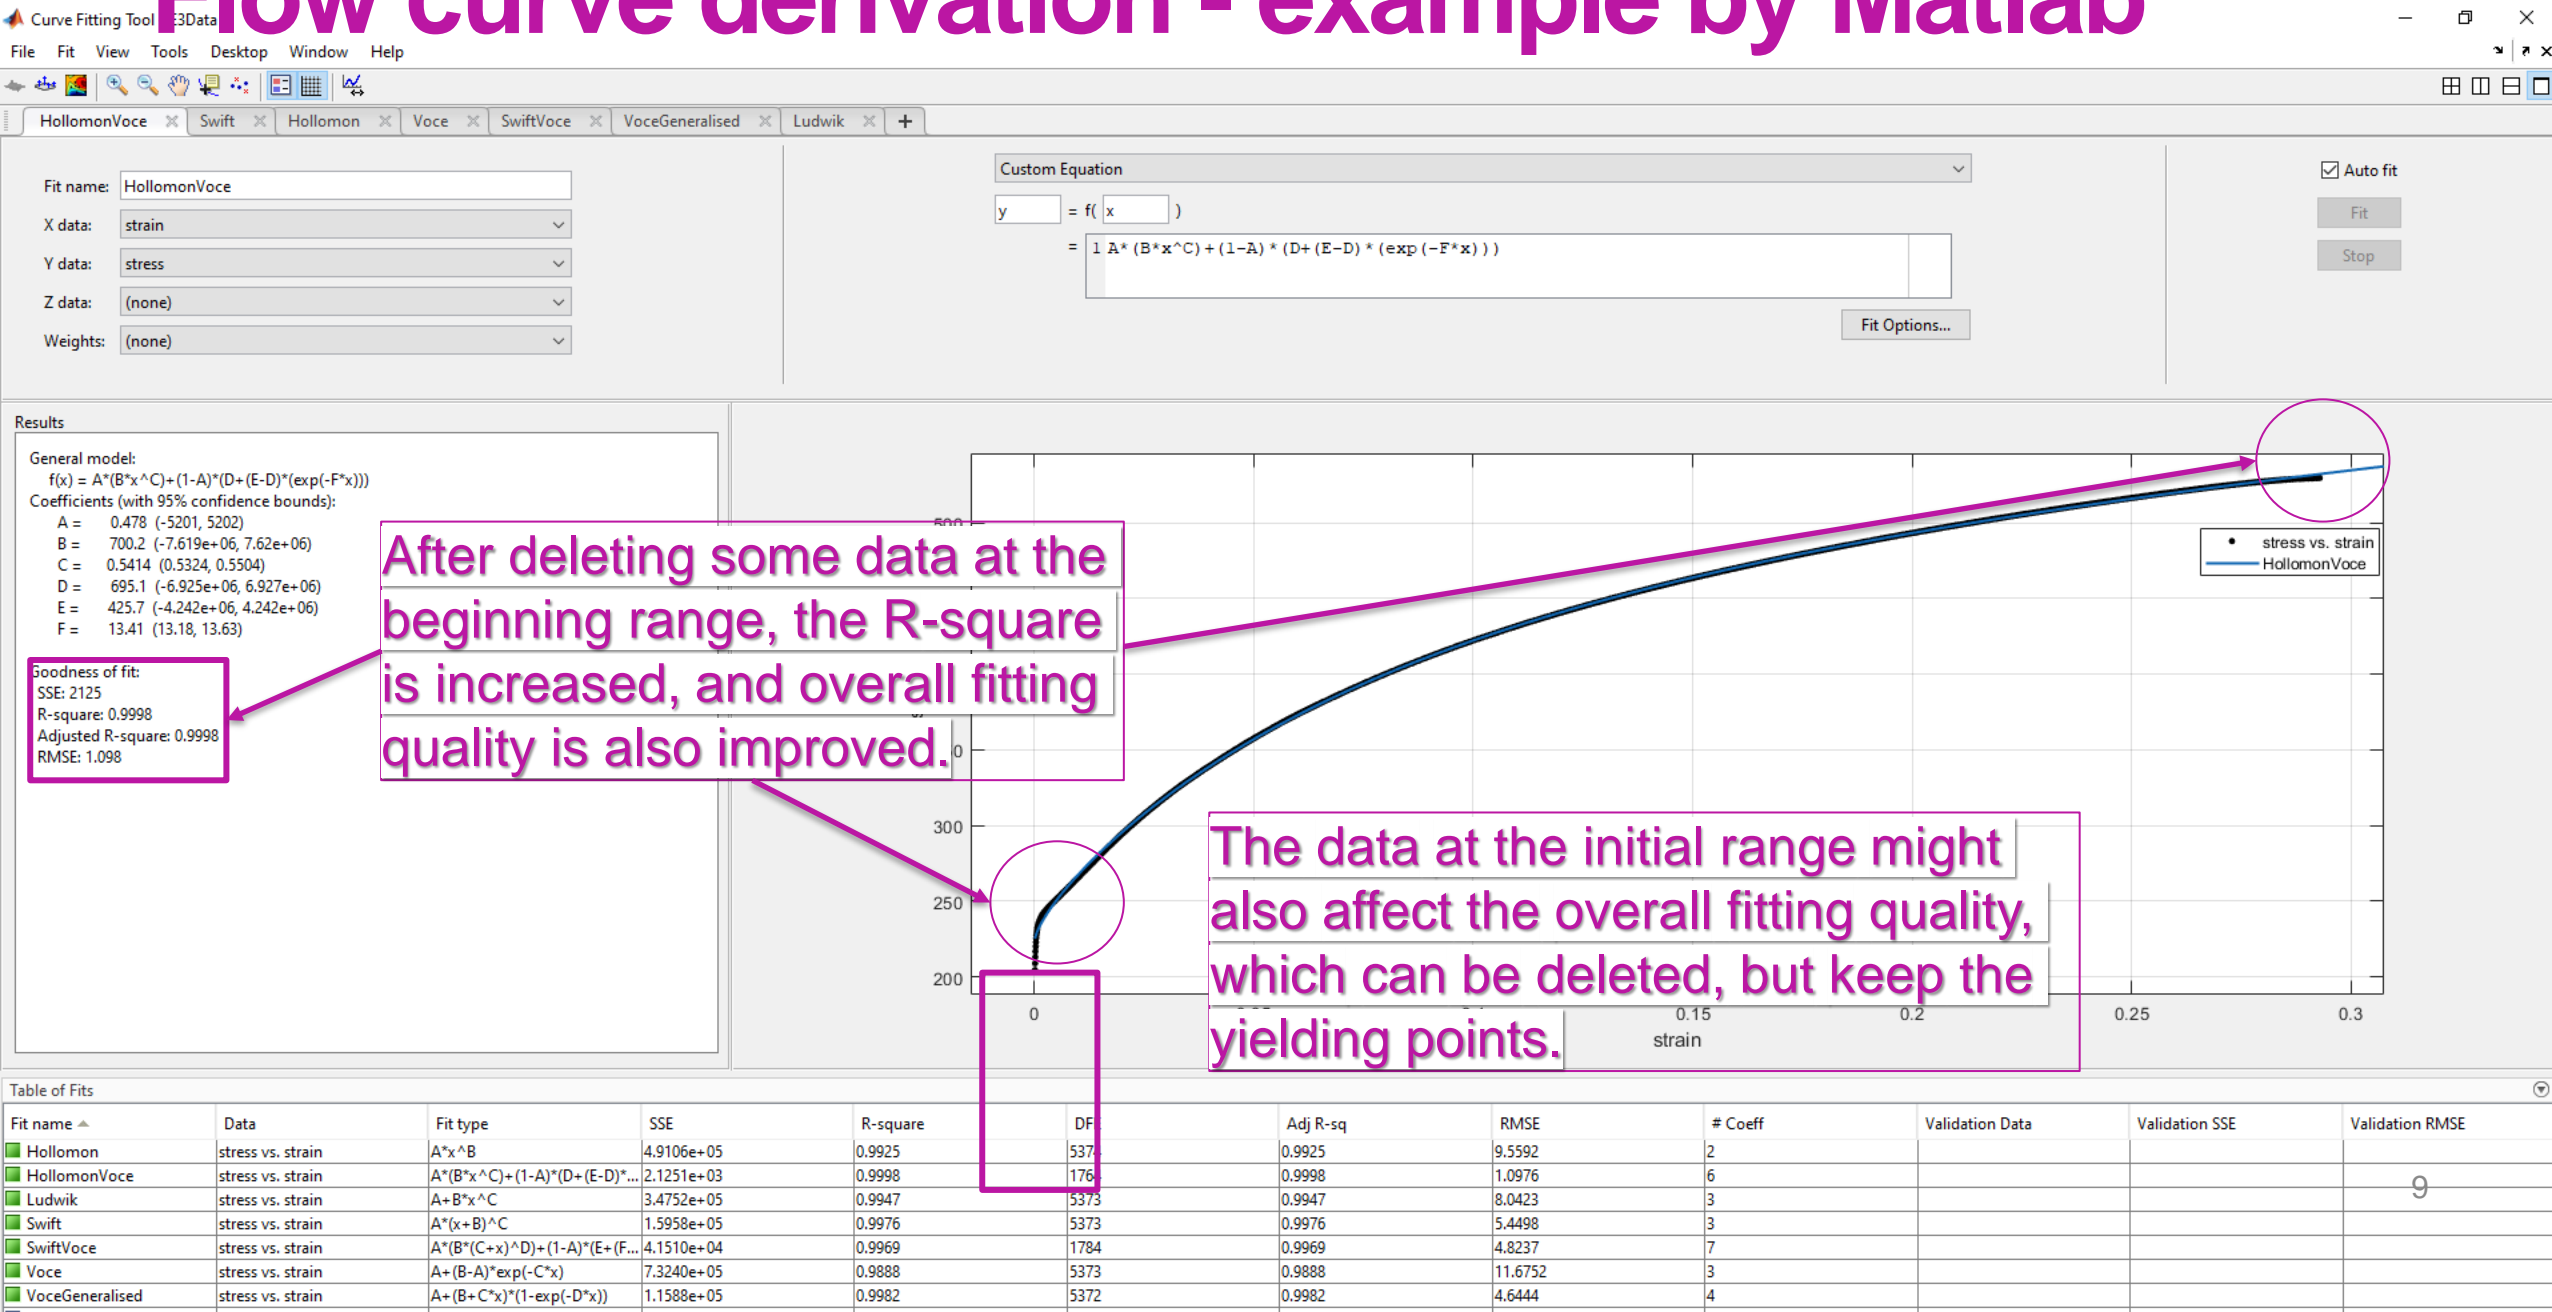 Flow curve derivation - example by Matlab
Curve Fitting Tool
E3Data
File Fit View Tools Desktop Window Help
HollomonVoce Swift Hollomon Voce SwiftVoce VoceGeneralised Ludwik +
Fit name: HollomonVoce
X data: strain
Y data: stress
Z data: (none)
Weights: (none)
Custom Equation
y = f( x )
= 1 A*(B*x^C)+(1-A)*(D+(E-D)*(exp(-F*x)))
Fit Options...
Auto fit
Fit
Stop
Results
General model:
f(x) = A*(B*x^C)+(1-A)*(D+(E-D)*(exp(-F*x)))
Coefficients (with 95% confidence bounds):
A = 0.478 (-5201, 5202)
B = 700.2 (-7.619e+06, 7.62e+06)
C = 0.5414 (0.5324, 0.5504)
D = 695.1 (-6.925e+06, 6.927e+06)
E = 425.7 (-4.242e+06, 4.242e+06)
F = 13.41 (13.18, 13.63)
Goodness of fit:
SSE: 2125
R-square: 0.9998
Adjusted R-square: 0.9998
RMSE: 1.098
After deleting some data at the
beginning range, the R-square
is increased, and overall fitting
quality is also improved.
500
300
250
200
stress vs. strain
HollomonVoce
The data at the initial range might
also affect the overall fitting quality,
which can be deleted, but keep the
yielding points.
0 0.15 0.2 0.25 0.3
strain
Table of Fits
Fit name Data Fit type SSE R-square DF Adj R-sq RMSE # Coeff Validation Data Validation SSE Validation RMSE
Hollomon stress vs. strain A*x^B 4.9106e+05 0.9925 537 0.9925 9.5592 2
HollomonVoce stress vs. strain A*(B*x^C)+(1-A)*(D+(E-D)*... 2.1251e+03 0.9998 176 0.9998 1.0976 6
Ludwik stress vs. strain A+B*x^C 3.4752e+05 0.9947 5373 0.9947 8.0423 3
Swift stress vs. strain A*(x+B)^C 1.5958e+05 0.9976 5373 0.9976 5.4498 3
SwiftVoce stress vs. strain A*(B*(C+x)^D)+(1-A)*(E+(F... 4.1510e+04 0.9969 1784 0.9969 4.8237 7
Voce stress vs. strain A+(B-A)*exp(-C*x) 7.3240e+05 0.9888 5373 0.9888 11.6752 3
VoceGeneralised stress vs. strain A+(B+C*x)*(1-exp(-D*x)) 1.1588e+05 0.9982 5372 0.9982 4.6444 4
9